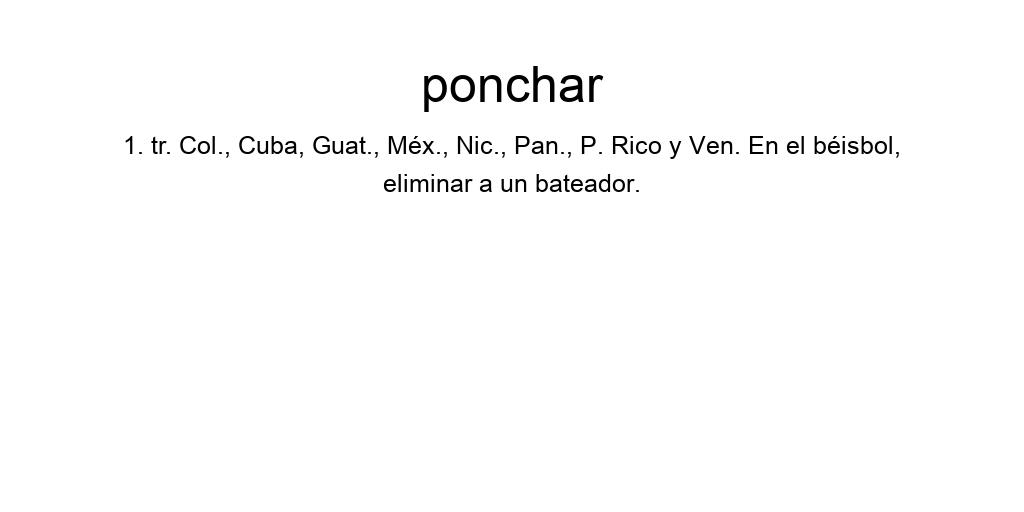 ponchar
1. tr. Col., Cuba, Guat., Méx., Nic., Pan., P. Rico y Ven. En el béisbol,
eliminar a un bateador.